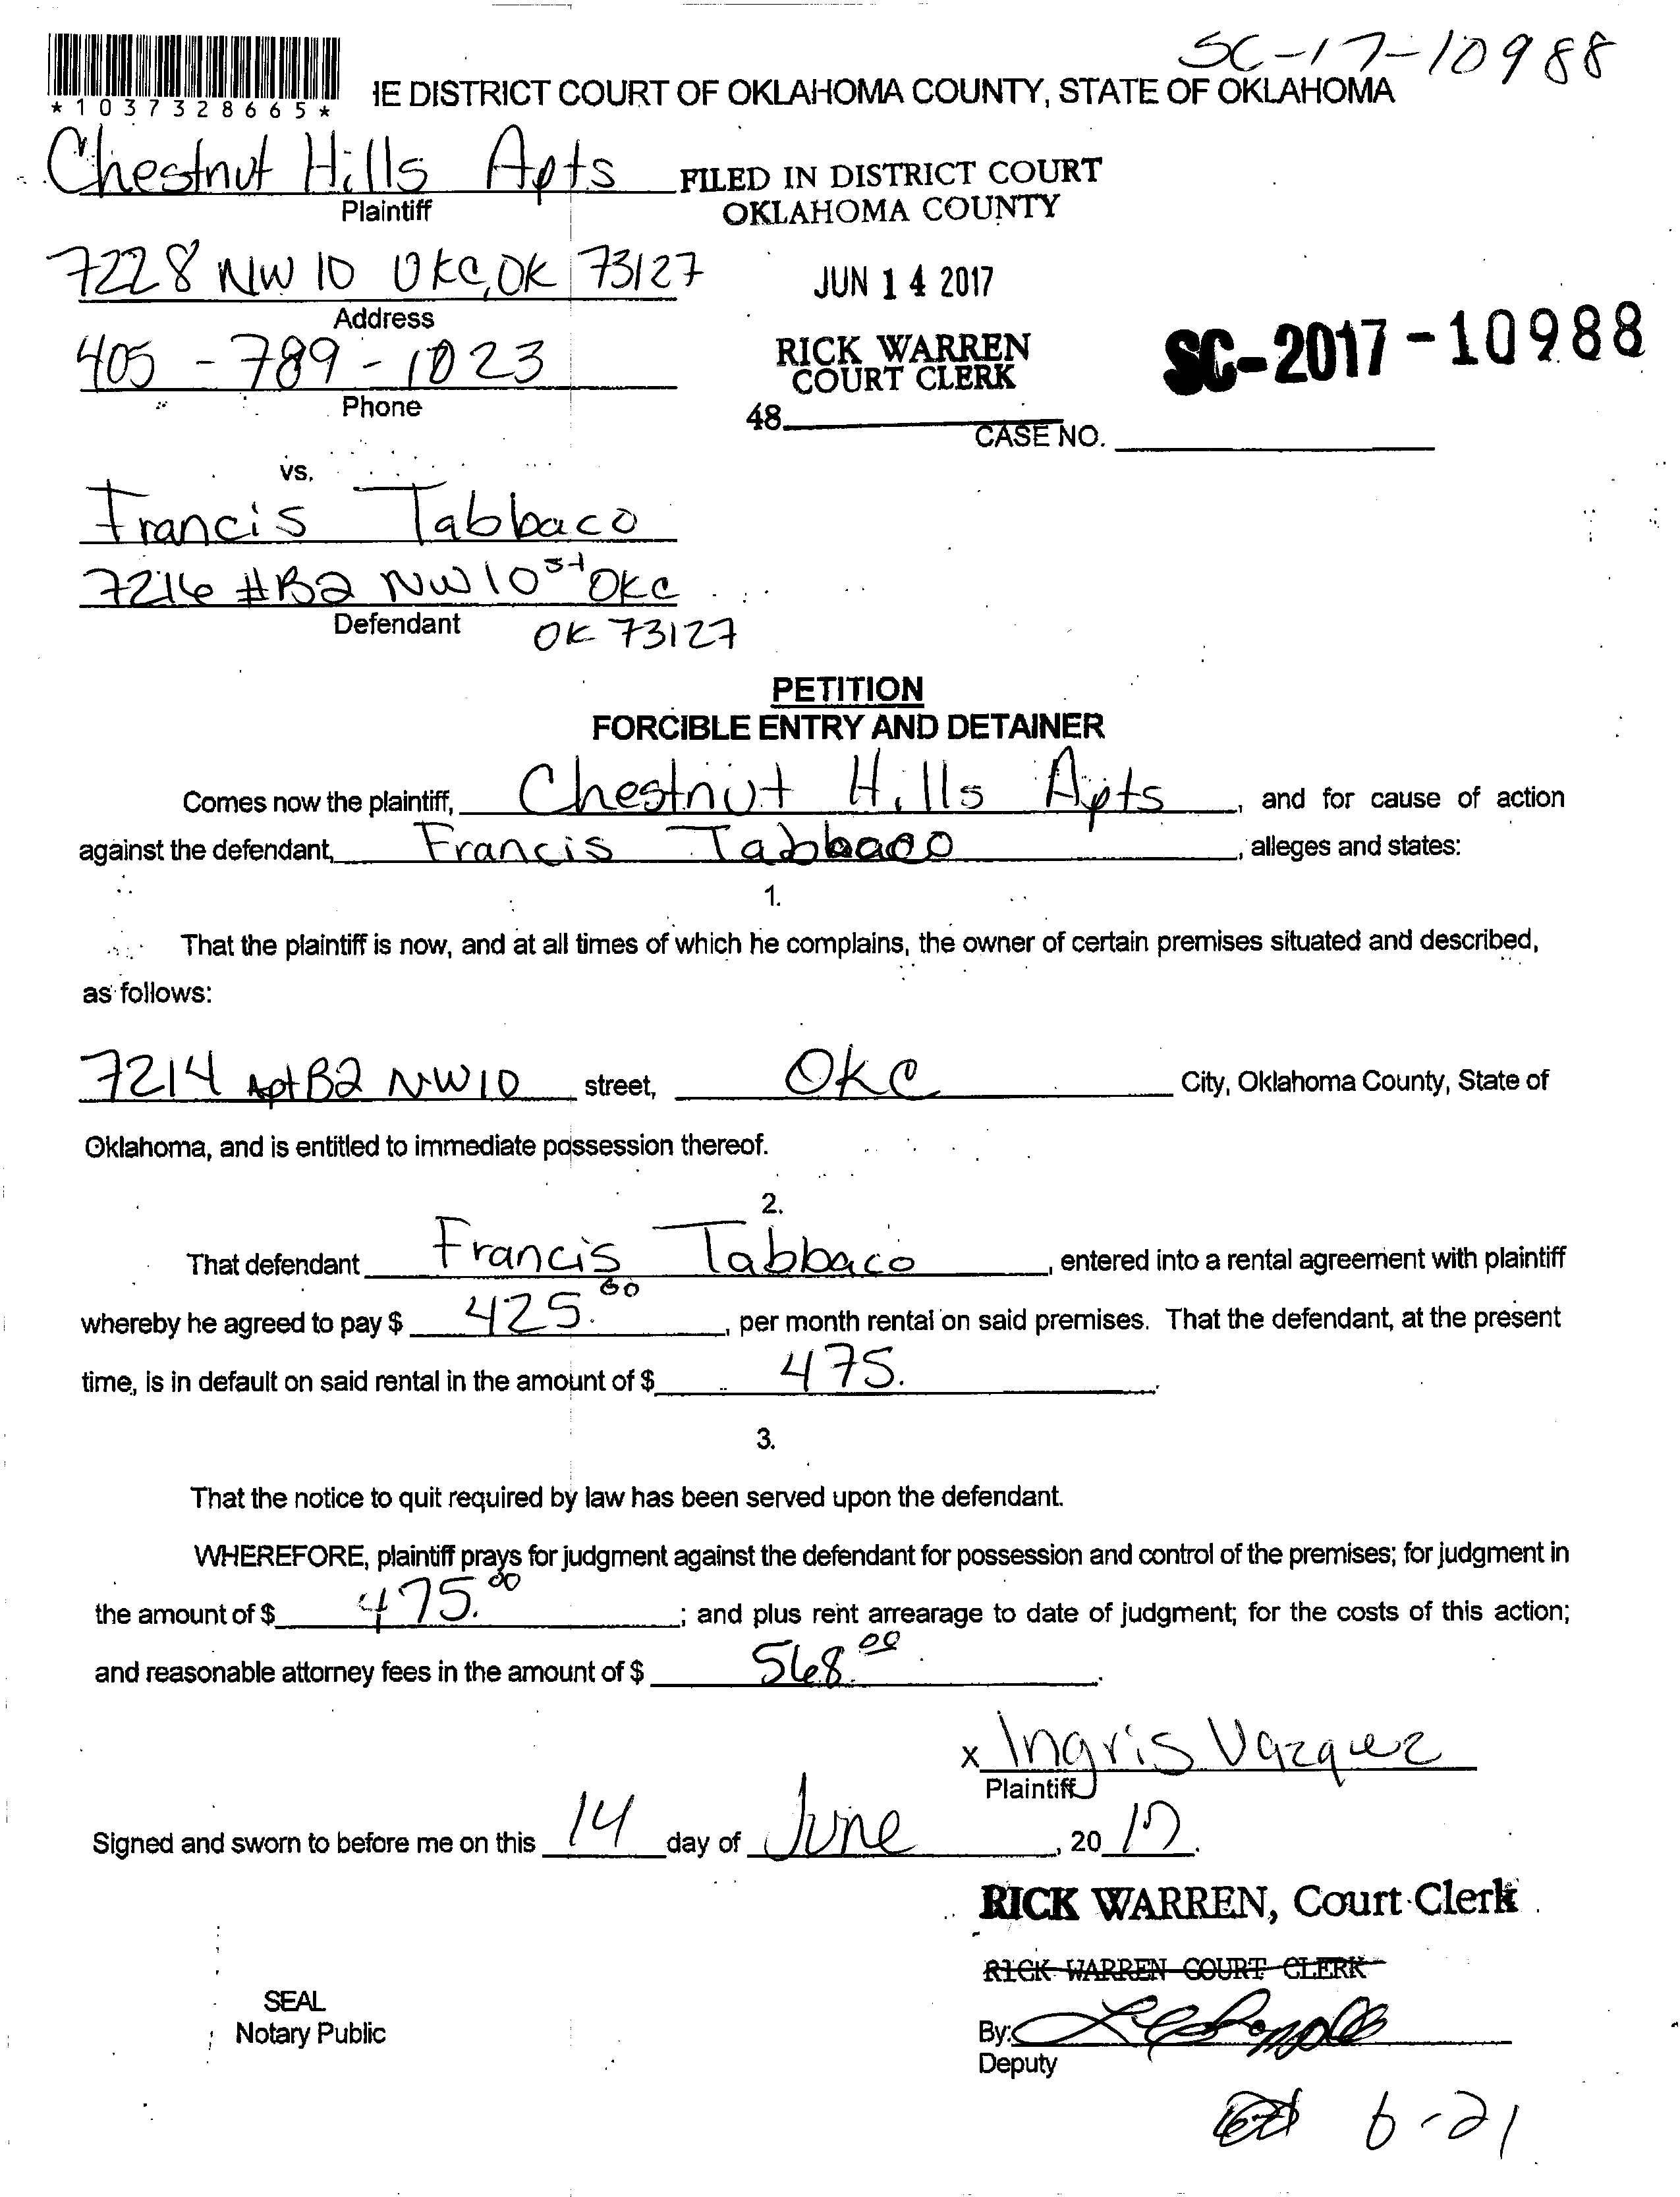 SC-17-10988
*1037328665*
IE DISTRICT COURT OF OKLAHOMA COUNTY, STATE OF OKLAHOMA
Chestnut Hills Apts
Plaintiff
FILED IN DISTRICT COURT
OKLAHOMA COUNTY
7228 NW 10 OKC, OK 73127
Address
JUN 14 2017
405-789-1023
Phone
RICK WARREN
COURT CLERK
SC-2017-10988
48
CASE NO.
vs.
Francis Tabbaco
7216 #B2 NW 10 st OKC
Defendant
OK 73127
PETITION
FORCIBLE ENTRY AND DETAINER
Comes now the plaintiff, Chestnut Hills Apts, and for cause of action
against the defendant, Francis Tabbaco, alleges and states:
1.
That the plaintiff is now, and at all times of which he complains, the owner of certain premises situated and described,
as follows:
7214 Apt B2 NW 10 street, OKC City, Oklahoma County, State of
Oklahoma, and is entitled to immediate possession thereof.
2.
That defendant Francis Tabbaco, entered into a rental agreement with plaintiff
whereby he agreed to pay $ 425.00, per month rental on said premises. That the defendant, at the present
time, is in default on said rental in the amount of $ 475.
3.
That the notice to quit required by law has been served upon the defendant.
WHEREFORE, plaintiff prays for judgment against the defendant for possession and control of the premises; for judgment in
the amount of $ 475.00; and plus rent arrearage to date of judgment; for the costs of this action;
and reasonable attorney fees in the amount of $ 568.00.
x Ingris Vazquez
Plaintiff
Signed and sworn to before me on this 14 day of June, 2017.
RICK WARREN, Court Clerk
RICK WARREN COURT CLERK
SEAL
Notary Public
By:
Deputy
6-21